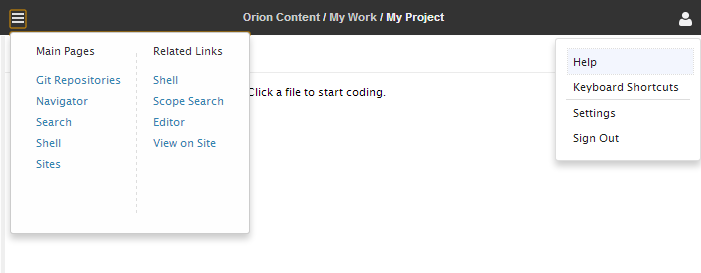 Orion Content / My Work / My Project
Main Pages
Git Repositories
Navigator
Search
Shell
Sites
Related Links
Shell
Scope Search
Editor
View on Site
Click a file to start coding.
Help
Keyboard Shortcuts
Settings
Sign Out